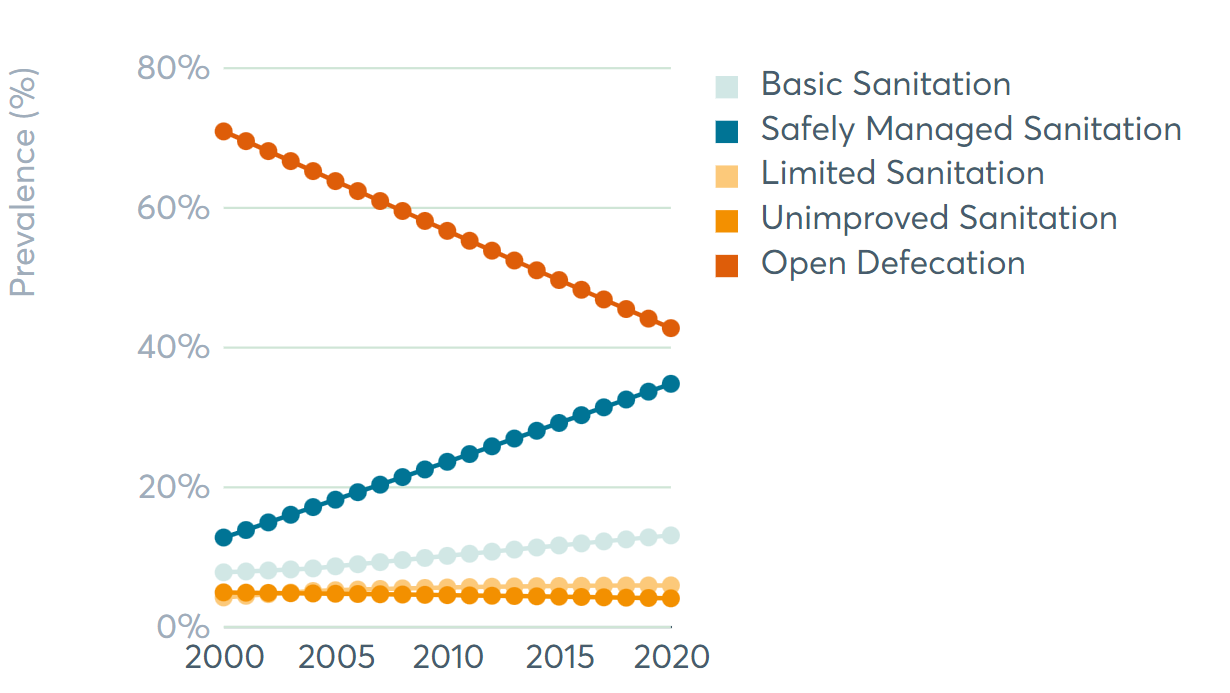 Prevalence (%)
80%
60%
40%
20%
0%
2000 2005 2010 2015 2020
Basic Sanitation
Safely Managed Sanitation
Limited Sanitation
Unimproved Sanitation
Open Defecation